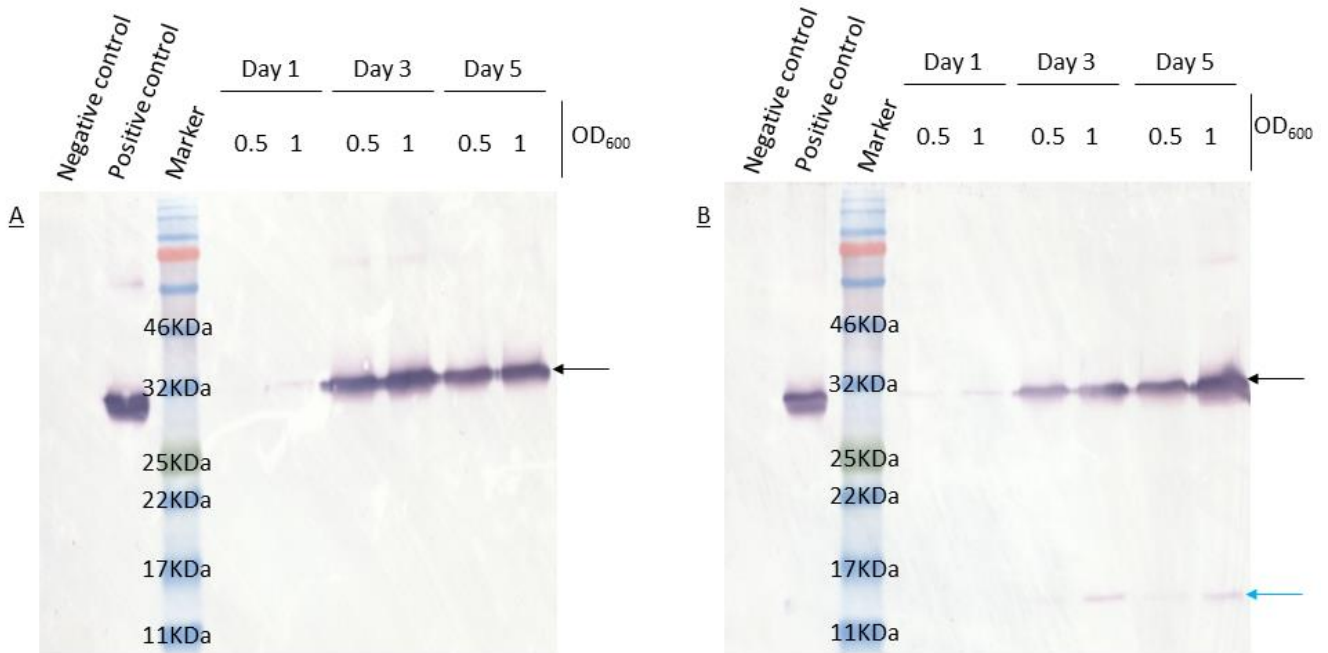 Negative control
Positive control
Marker
Day 1
Day 3
Day 5
0.5 1 0.5 1 0.5 1
OD600
A
46KDa
32KDa
25KDa
22KDa
17KDa
11KDa
Negative control
Positive control
Marker
Day 1
Day 3
Day 5
0.5 1 0.5 1 0.5 1
OD600
B
46KDa
32KDa
25KDa
22KDa
17KDa
11KDa